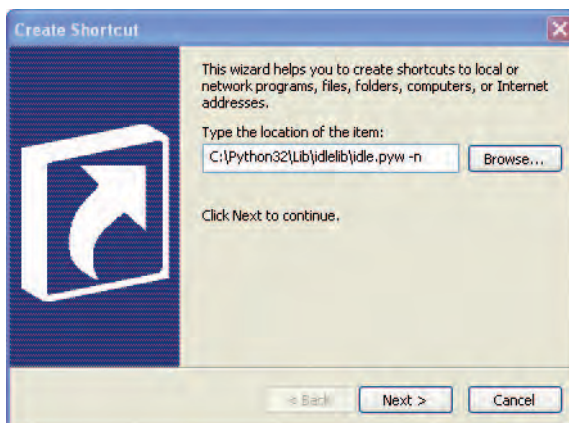 Create Shortcut
This wizard helps you to create shortcuts to local or
network programs, files, folders, computers, or Internet
addresses.
Type the location of the item:
C:\Python32\Lib\idlelib\idle.pyw -n
Browse...
Click Next to continue.
< Back
Next >
Cancel